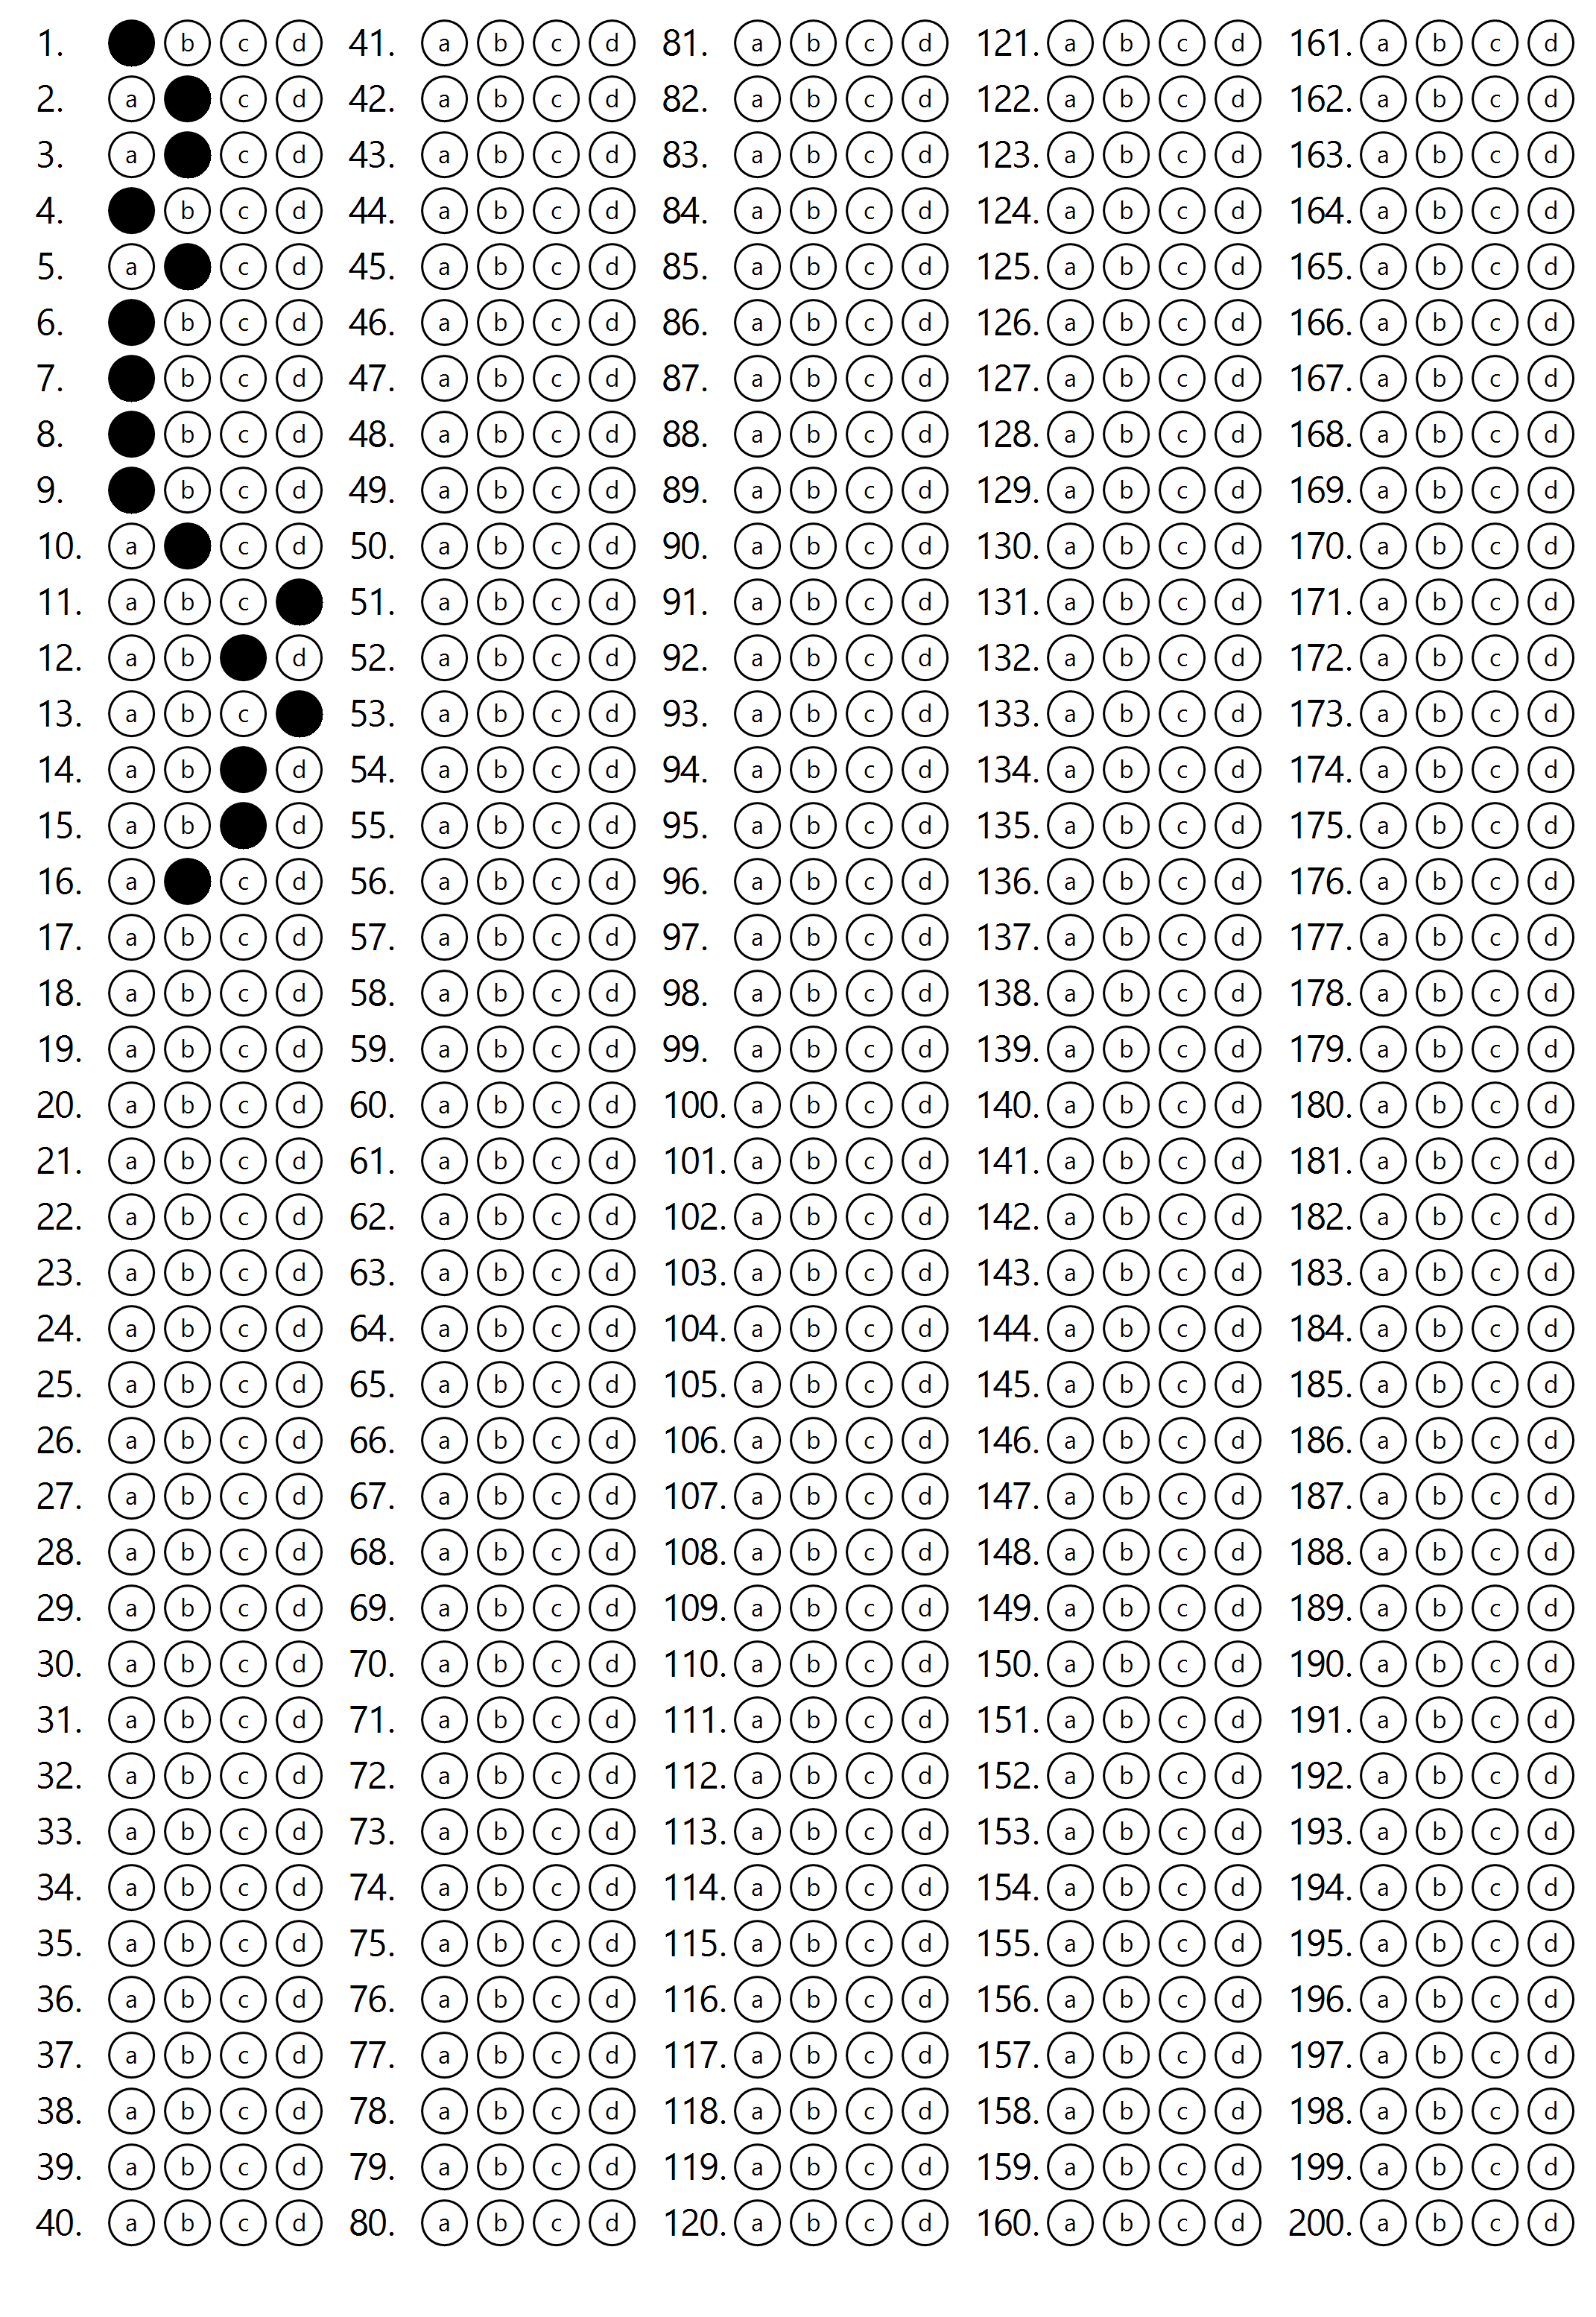 1. b c d 41. a b c d 81. a b c d 121. a b c d 161. a b c d
2. a c d 42. a b c d 82. a b c d 122. a b c d 162. a b c d
3. a c d 43. a b c d 83. a b c d 123. a b c d 163. a b c d
4. b c d 44. a b c d 84. a b c d 124. a b c d 164. a b c d
5. a c d 45. a b c d 85. a b c d 125. a b c d 165. a b c d
6. b c d 46. a b c d 86. a b c d 126. a b c d 166. a b c d
7. b c d 47. a b c d 87. a b c d 127. a b c d 167. a b c d
8. b c d 48. a b c d 88. a b c d 128. a b c d 168. a b c d
9. b c d 49. a b c d 89. a b c d 129. a b c d 169. a b c d
10. a c d 50. a b c d 90. a b c d 130. a b c d 170. a b c d
11. a b c 51. a b c d 91. a b c d 131. a b c d 171. a b c d
12. a b d 52. a b c d 92. a b c d 132. a b c d 172. a b c d
13. a b c 53. a b c d 93. a b c d 133. a b c d 173. a b c d
14. a b d 54. a b c d 94. a b c d 134. a b c d 174. a b c d
15. a b d 55. a b c d 95. a b c d 135. a b c d 175. a b c d
16. a c d 56. a b c d 96. a b c d 136. a b c d 176. a b c d
17. a b c d 57. a b c d 97. a b c d 137. a b c d 177. a b c d
18. a b c d 58. a b c d 98. a b c d 138. a b c d 178. a b c d
19. a b c d 59. a b c d 99. a b c d 139. a b c d 179. a b c d
20. a b c d 60. a b c d 100. a b c d 140. a b c d 180. a b c d
21. a b c d 61. a b c d 101. a b c d 141. a b c d 181. a b c d
22. a b c d 62. a b c d 102. a b c d 142. a b c d 182. a b c d
23. a b c d 63. a b c d 103. a b c d 143. a b c d 183. a b c d
24. a b c d 64. a b c d 104. a b c d 144. a b c d 184. a b c d
25. a b c d 65. a b c d 105. a b c d 145. a b c d 185. a b c d
26. a b c d 66. a b c d 106. a b c d 146. a b c d 186. a b c d
27. a b c d 67. a b c d 107. a b c d 147. a b c d 187. a b c d
28. a b c d 68. a b c d 108. a b c d 148. a b c d 188. a b c d
29. a b c d 69. a b c d 109. a b c d 149. a b c d 189. a b c d
30. a b c d 70. a b c d 110. a b c d 150. a b c d 190. a b c d
31. a b c d 71. a b c d 111. a b c d 151. a b c d 191. a b c d
32. a b c d 72. a b c d 112. a b c d 152. a b c d 192. a b c d
33. a b c d 73. a b c d 113. a b c d 153. a b c d 193. a b c d
34. a b c d 74. a b c d 114. a b c d 154. a b c d 194. a b c d
35. a b c d 75. a b c d 115. a b c d 155. a b c d 195. a b c d
36. a b c d 76. a b c d 116. a b c d 156. a b c d 196. a b c d
37. a b c d 77. a b c d 117. a b c d 157. a b c d 197. a b c d
38. a b c d 78. a b c d 118. a b c d 158. a b c d 198. a b c d
39. a b c d 79. a b c d 119. a b c d 159. a b c d 199. a b c d
40. a b c d 80. a b c d 120. a b c d 160. a b c d 200. a b c d